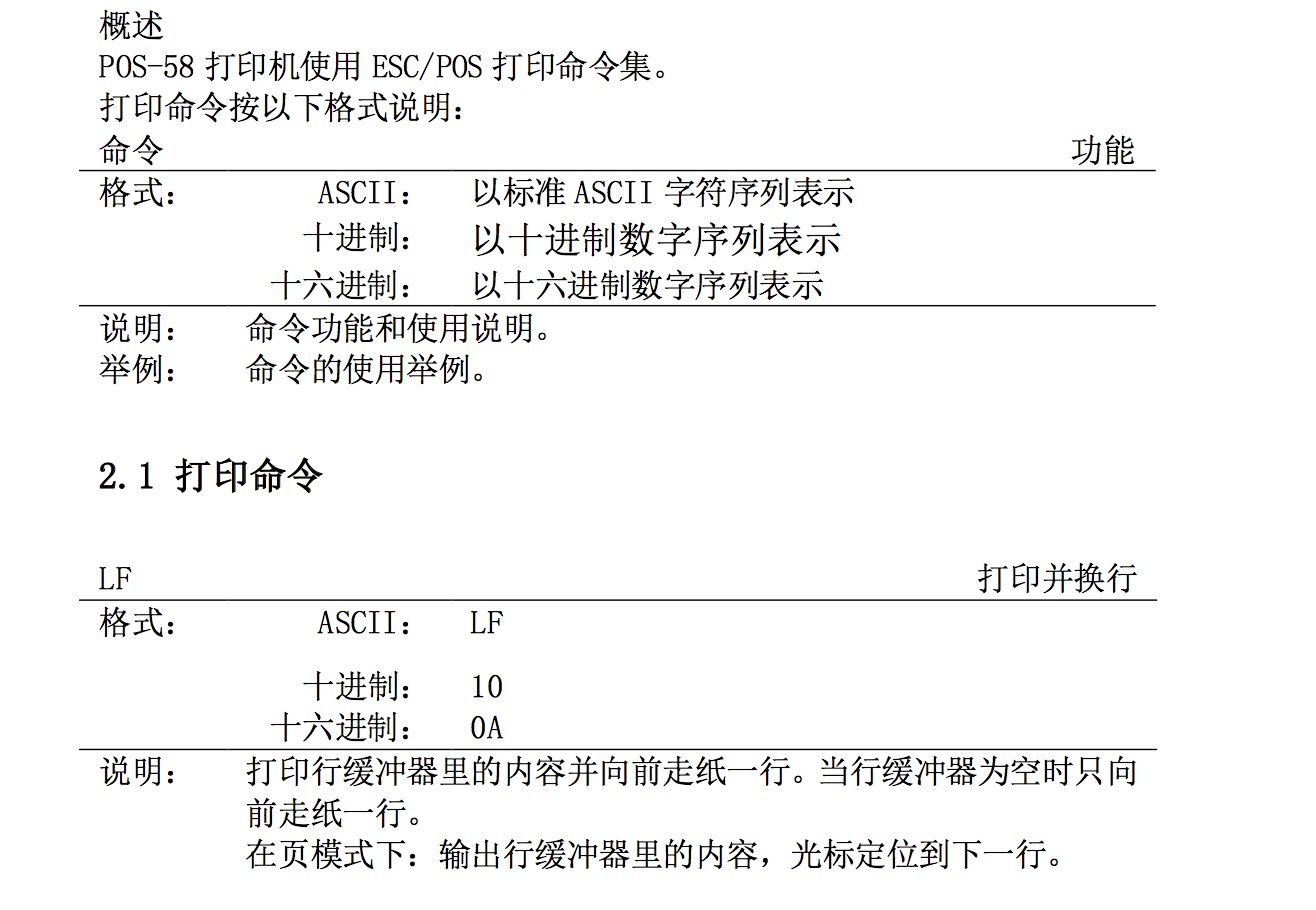 概述
POS-58 打印机使用 ESC/POS 打印命令集。
打印命令按以下格式说明：
命令 功能
格式： ASCII： 以标准 ASCII 字符序列表示
十进制： 以十进制数字序列表示
十六进制： 以十六进制数字序列表示
说明： 命令功能和使用说明。
举例： 命令的使用举例。
2.1 打印命令
LF 打印并换行
格式： ASCII： LF
十进制： 10
十六进制： 0A
说明： 打印行缓冲器里的内容并向前走纸一行。当行缓冲器为空时只向
前走纸一行。
在页模式下：输出行缓冲器里的内容，光标定位到下一行。